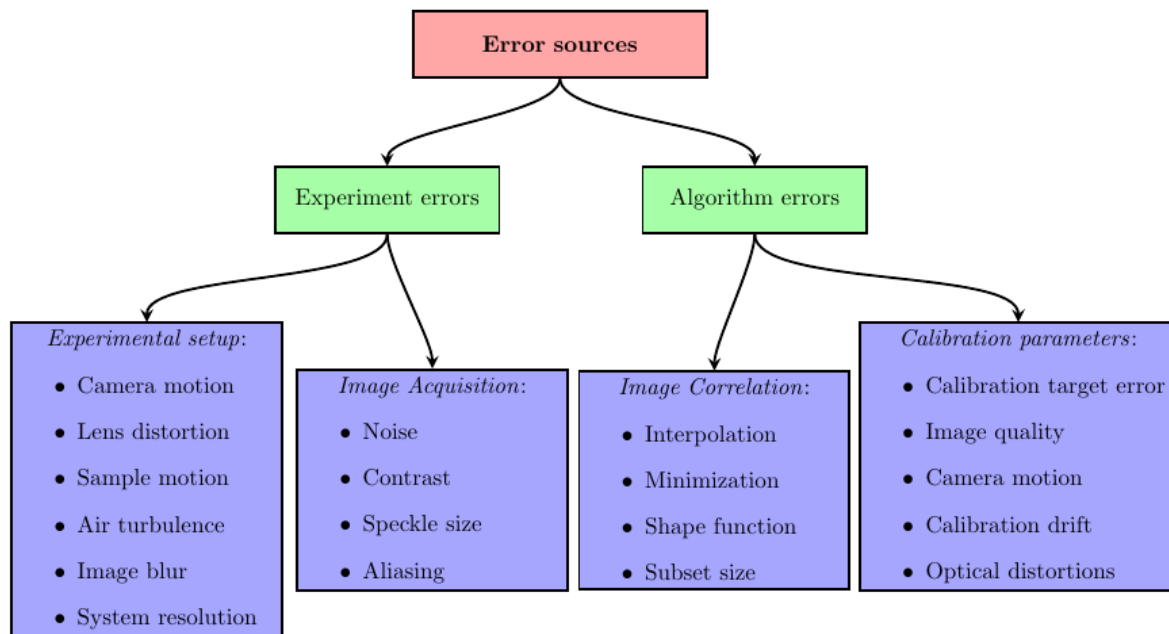 Error sources
Experiment errors
Algorithm errors
Experimental setup:
• Camera motion
• Lens distortion
• Sample motion
• Air turbulence
• Image blur
• System resolution
Image Acquisition:
• Noise
• Contrast
• Speckle size
• Aliasing
Image Correlation:
• Interpolation
• Minimization
• Shape function
• Subset size
Calibration parameters:
• Calibration target error
• Image quality
• Camera motion
• Calibration drift
• Optical distortions